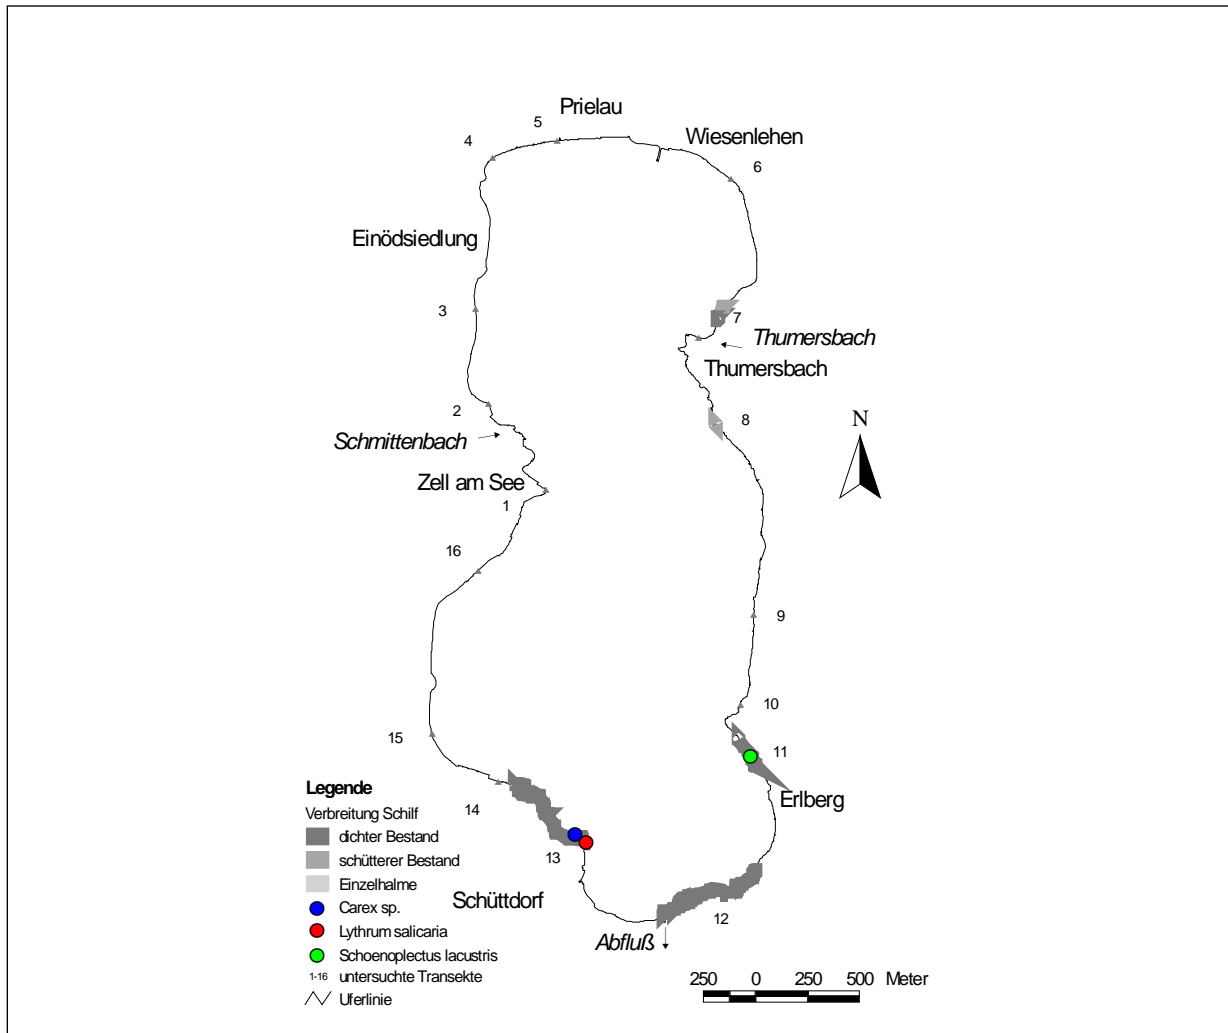 Prielau
5
4
Wiesenlehen
6
Einödsiedlung
3
7
Thumersbach
Thumersbach
2
8
N
Schmittenbach
Zell am See
1
16
9
10
15
11
Erlberg
14
13
Schüttdorf
12
Abfluß
Legende
Verbreitung Schilf
dichter Bestand
schütterer Bestand
Einzelhalme
Carex sp.
Lythrum salicaria
Schoenoplectus lacustris
1-16 untersuchte Transekte
Uferlinie
250 0 250 500 Meter